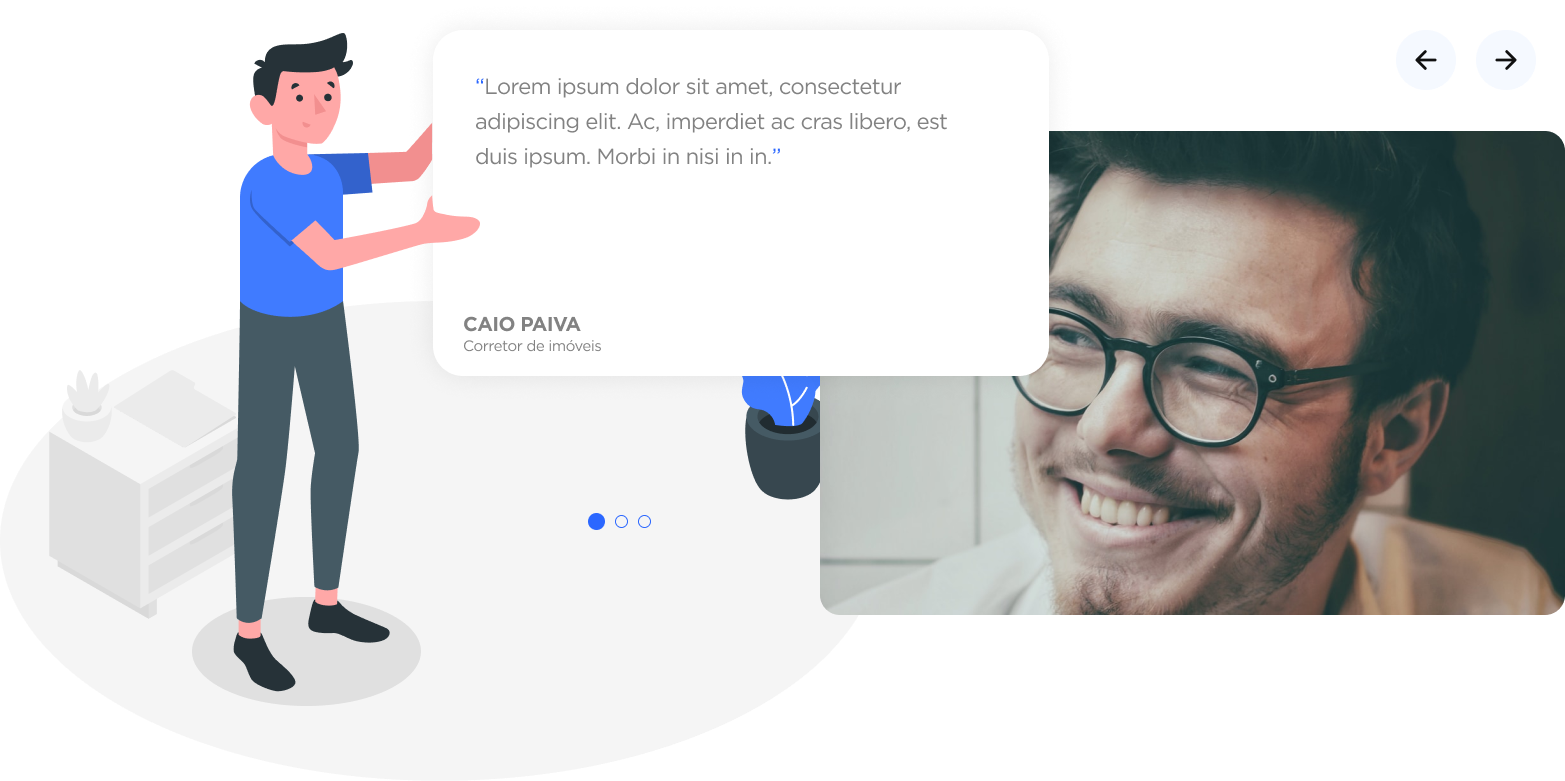 “Lorem ipsum dolor sit amet, consectetur
adipiscing elit. Ac, imperdiet ac cras libero, est
duis ipsum. Morbi in nisi in in.”
CAIO PAIVA
Corretor de imóveis